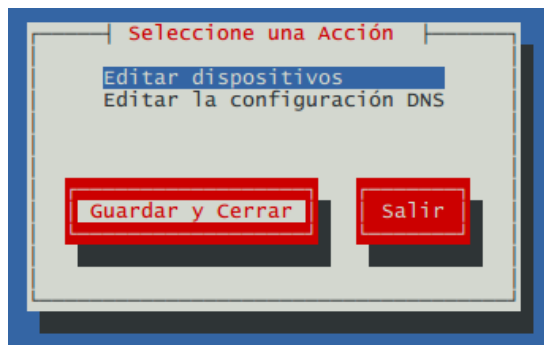 Seleccione una Acción
Editar dispositivos
Editar la configuración DNS
Guardar y Cerrar
Salir